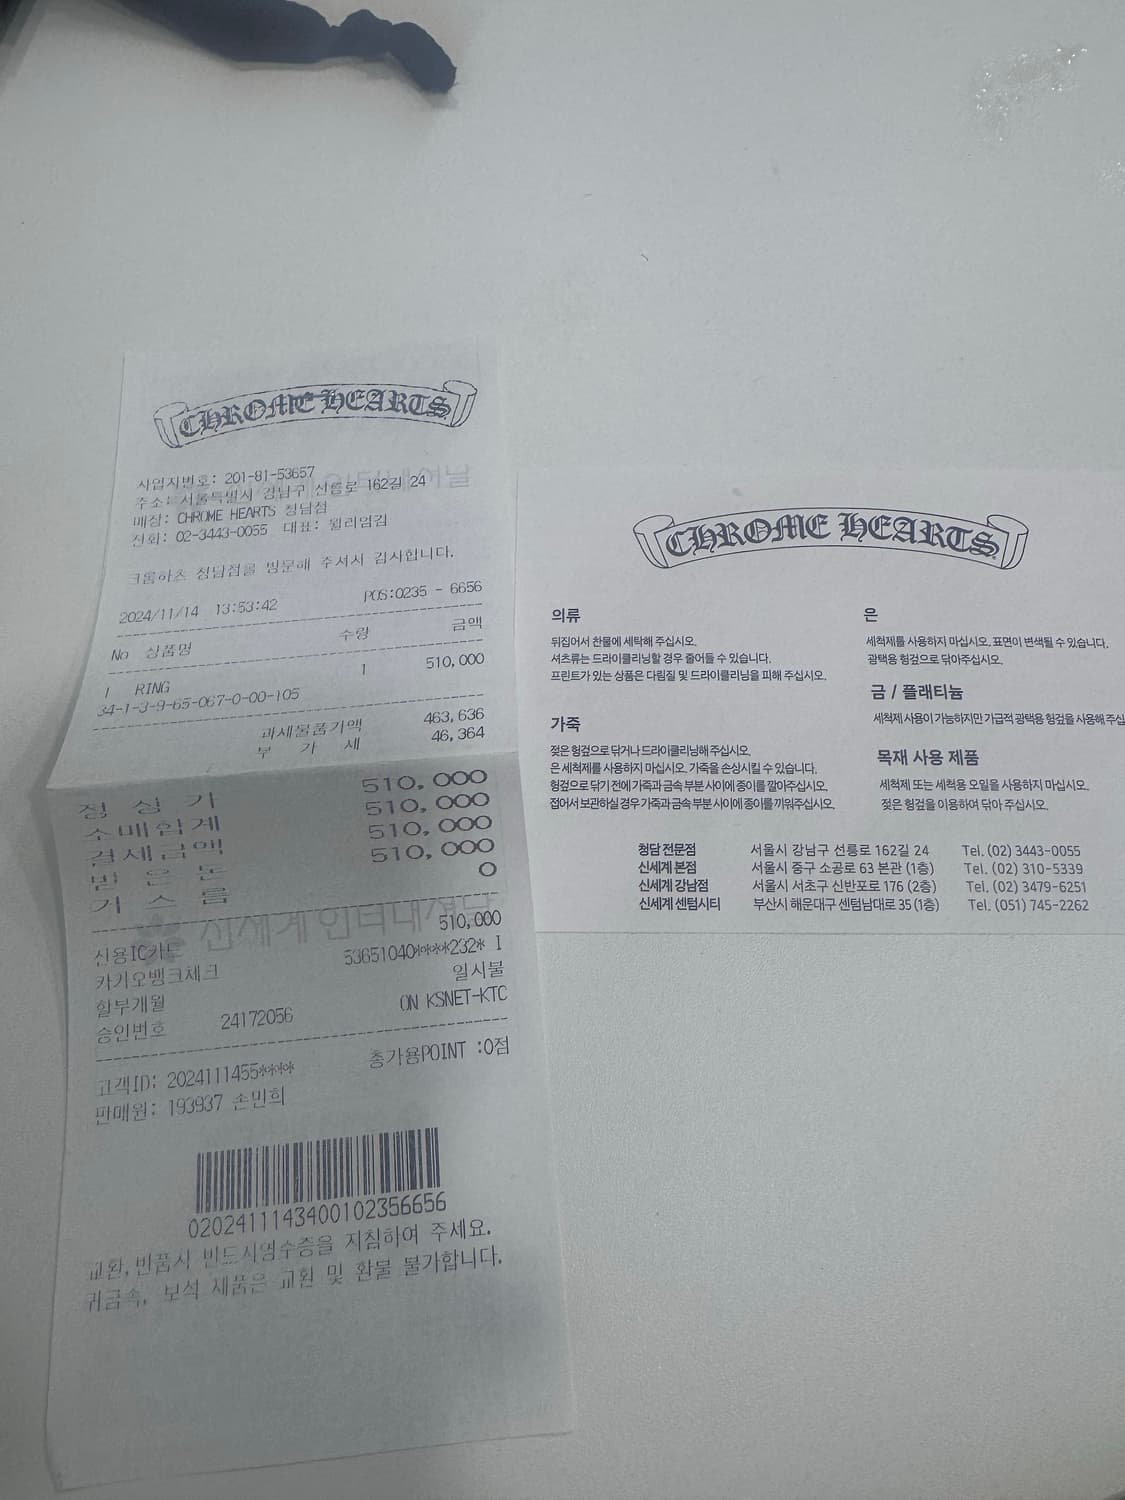 CHROME HEARTS
사업자번호: 201-81-53657
주소: 서울특별시 강남구 선릉로 162길 24
매장: CHROME HEARTS 청담점
전화: 02-3443-0055 대표: 윌리엄김
크롬하츠 청담점을 방문해 주셔서 감사합니다.
2024/11/14 13:53:42 POS:0235 - 6656
No 상품명 수량 금액
1 RING 1 510,000
34-1-3-9-65-067-0-00-105
과세물품가액 463,636
부 가 세 46,364
정 상 가 510,000
소매합계 510,000
결제금액 510,000
받 은 돈 510,000
거 스 름 0
신세계인터내셔날
신용IC카드 510,000
카카오뱅크체크 53651040****232* I
할부개월 일시불
승인번호 24172056 ON KSNET-KTC
고객ID: 2024111455**** 총가용POINT :0점
판매원: 193937 손민희
0202411143400102356656
교환,반품시 반드시영수증을 지침하여 주세요.
귀금속, 보석 제품은 교환 및 환불 불가합니다.
CHROME HEARTS
의류
뒤집어서 찬물에 세탁해 주십시오.
셔츠류는 드라이클리닝할 경우 줄어들 수 있습니다.
프린트가 있는 상품은 다림질 및 드라이클리닝을 피해 주십시오.
가죽
젖은 헝겊으로 닦거나 드라이클리닝해 주십시오.
은 세척제를 사용하지 마십시오. 가죽을 손상시킬 수 있습니다.
헝겊으로 닦기 전에 가죽과 금속 부분 사이에 종이를 깔아주십시오.
접어서 보관하실 경우 가죽과 금속 부분 사이에 종이를 끼워주십시오.
은
세척제를 사용하지 마십시오. 표면이 변색될 수 있습니다.
광택용 헝겊으로 닦아주십시오.
금 / 플래티늄
세척제 사용이 가능하지만 가급적 광택용 헝겊을 사용해 주십
목재 사용 제품
세척제 또는 세척용 오일을 사용하지 마십시오.
젖은 헝겊을 이용하여 닦아 주십시오.
청담 전문점 서울시 강남구 선릉로 162길 24 Tel. (02) 3443-0055
신세계 본점 서울시 중구 소공로 63 본관 (1층) Tel. (02) 310-5339
신세계 강남점 서울시 서초구 신반포로 176 (2층) Tel. (02) 3479-6251
신세계 센텀시티 부산시 해운대구 센텀남대로 35 (1층) Tel. (051) 745-2262